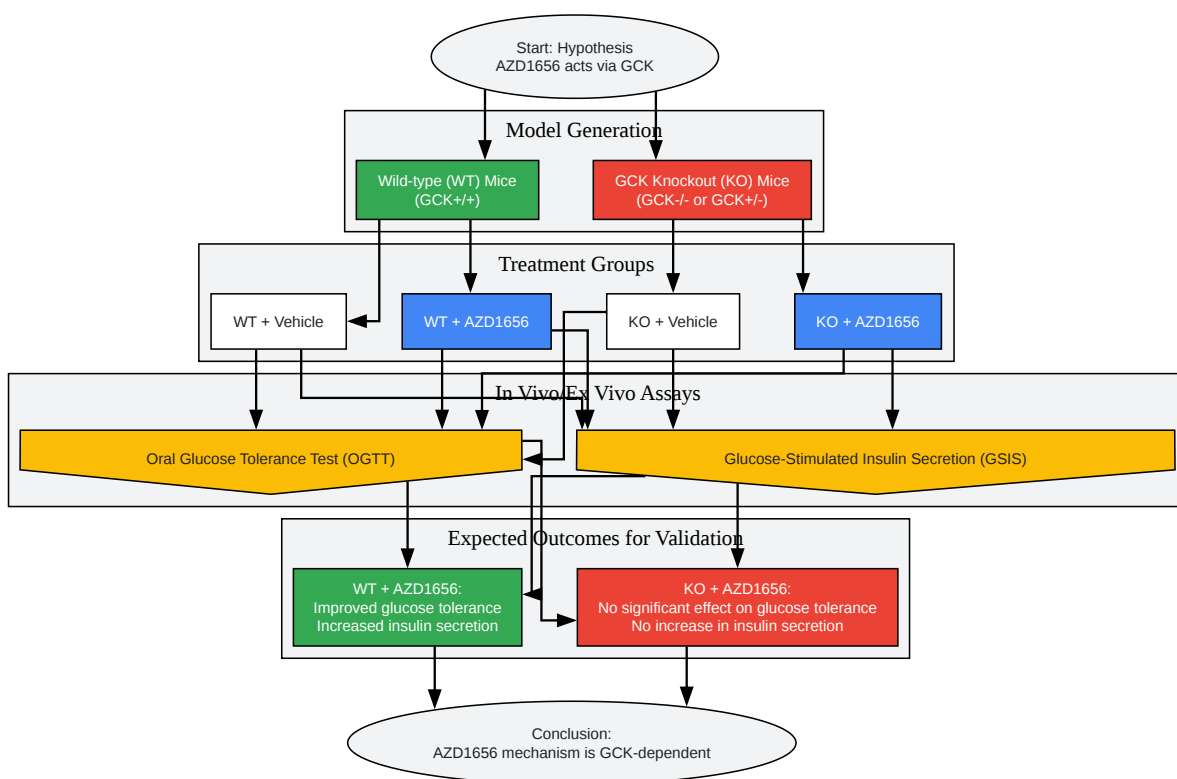 Start: Hypothesis
AZD1656 acts via GCK
Model Generation
Wild-type (WT) Mice
(GCK+/+)
GCK Knockout (KO) Mice
(GCK-/- or GCK+/-)
Treatment Groups
WT + Vehicle
WT + AZD1656
KO + Vehicle
KO + AZD1656
In Vivo/Ex Vivo Assays
Oral Glucose Tolerance Test (OGTT)
Glucose-Stimulated Insulin Secretion (GSIS)
Expected Outcomes for Validation
WT + AZD1656:
Improved glucose tolerance
Increased insulin secretion
KO + AZD1656:
No significant effect on glucose tolerance
No increase in insulin secretion
Conclusion:
AZD1656 mechanism is GCK-dependent